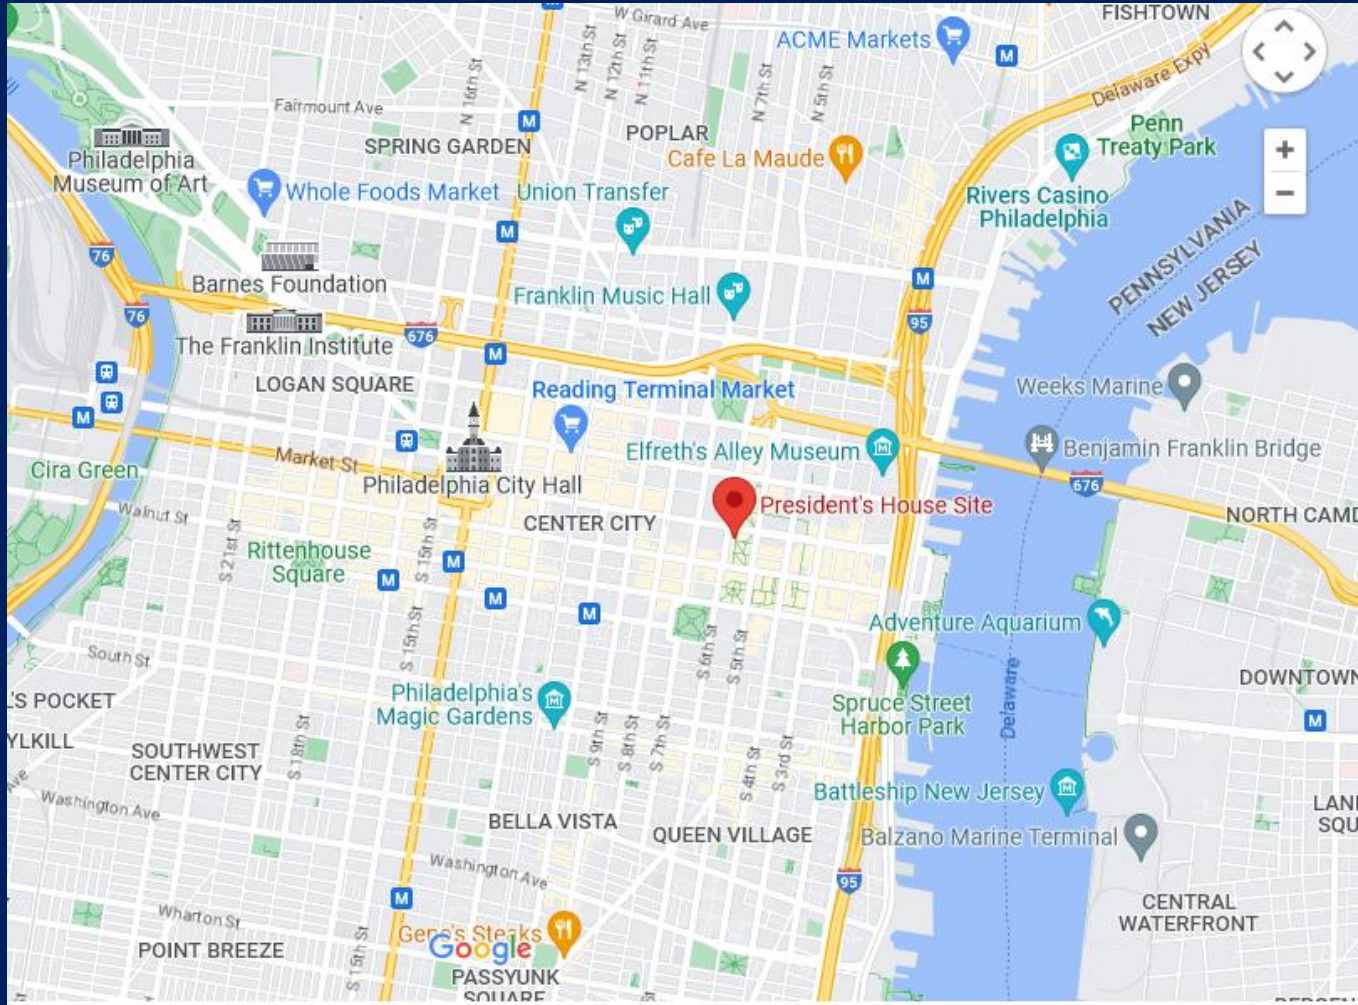 W Girard Ave
FISHTOWN
ACME Markets
M
N 13th St
N 12th St
N 11th St
N 16th St
N 7th St
N 5th St
Delaware Expy
Fairmount Ave
M
POPLAR
SPRING GARDEN
Penn
Treaty Park
+
−
Philadelphia
Museum of Art
Cafe La Maude
Whole Foods Market
Union Transfer
Rivers Casino
Philadelphia
PENNSYLVANIA
NEW JERSEY
M
76
Barnes Foundation
Franklin Music Hall
M
76
95
The Franklin Institute
676
M
LOGAN SQUARE
Reading Terminal Market
Weeks Marine
M
Market St
Elfreth's Alley Museum
Benjamin Franklin Bridge
Cira Green
Philadelphia City Hall
676
President's House Site
Walnut St
CENTER CITY
NORTH CAMD
S 21st St
S 15th St
Rittenhouse
Square
M
M
M
M
Adventure Aquarium
S 15th St
S 6th St
S 5th St
South St
DOWNTOWN
Delaware
'S POCKET
Philadelphia's
Magic Gardens
Spruce Street
Harbor Park
M
YLKILL
SOUTHWEST
CENTER CITY
S 18th St
S 9th St
S 8th St
S 7th St
S 4th St
S 3rd St
Ave
Washington Ave
Battleship New Jersey
LAN
SQU
BELLA VISTA
QUEEN VILLAGE
Balzano Marine Terminal
Washington Ave
95
M
CENTRAL
WATERFRONT
Wharton St
Geno's Steaks
Google
POINT BREEZE
S 15th St
PASSYUNK
SQUARE